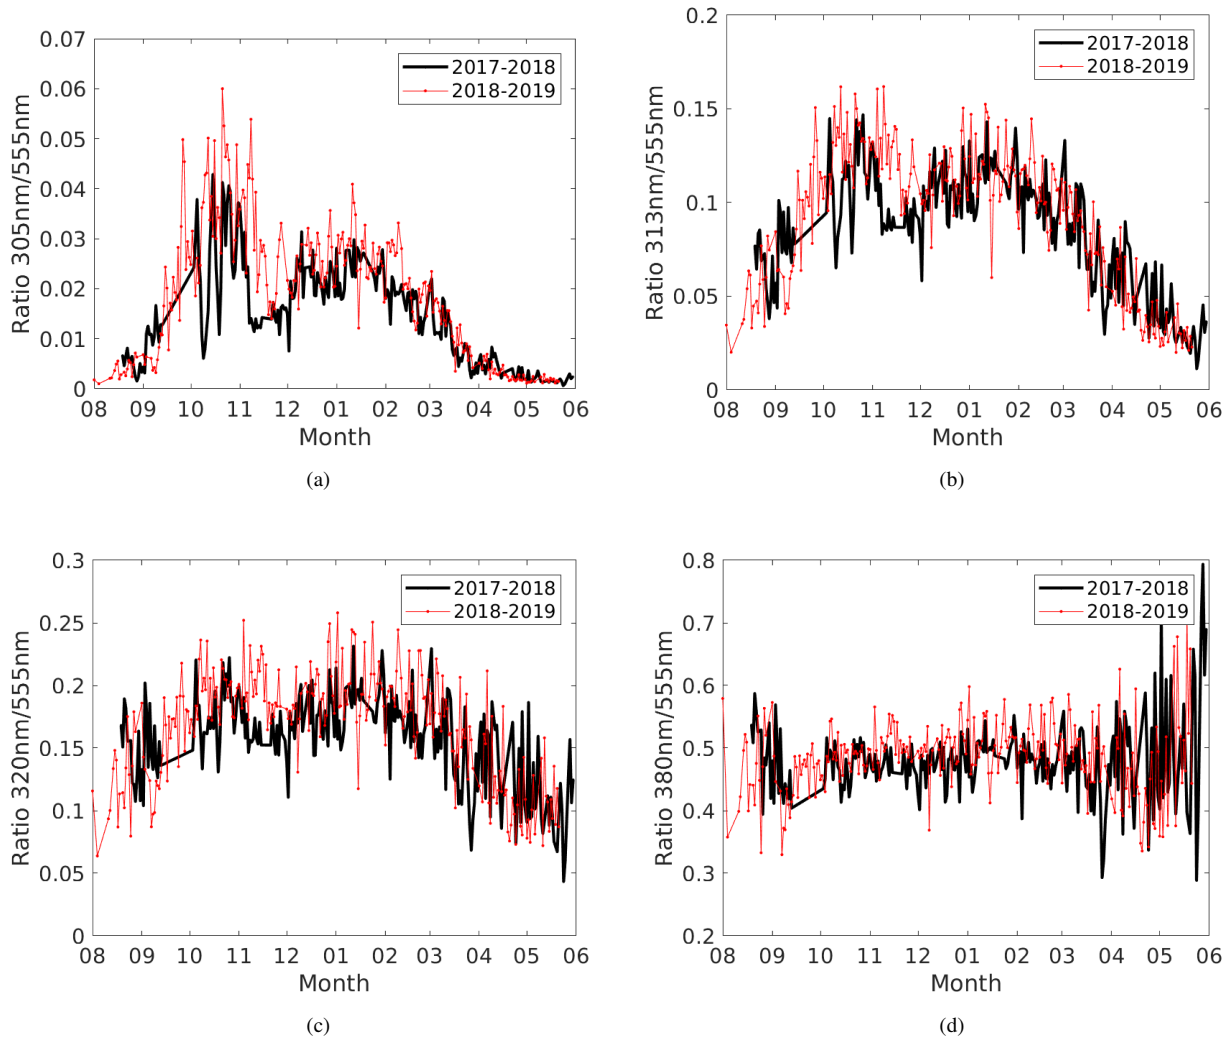 0.07
0.06
0.05
0.04
0.03
0.02
0.01
0
Ratio 305nm/555nm
2017-2018
2018-2019
08 09 10 11 12 01 02 03 04 05 06
Month
(a)
0.2
0.15
0.1
0.05
0
Ratio 313nm/555nm
2017-2018
2018-2019
08 09 10 11 12 01 02 03 04 05 06
Month
(b)
0.3
0.25
0.2
0.15
0.1
0.05
0
Ratio 320nm/555nm
2017-2018
2018-2019
08 09 10 11 12 01 02 03 04 05 06
Month
(c)
0.8
0.7
0.6
0.5
0.4
0.3
0.2
Ratio 380nm/555nm
2017-2018
2018-2019
08 09 10 11 12 01 02 03 04 05 06
Month
(d)